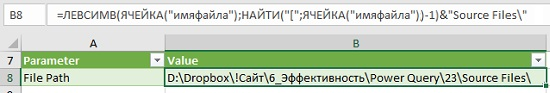 B8 =ЛЕВСИМВ(ЯЧЕЙКА("имяфайла");НАЙТИ("[";ЯЧЕЙКА("имяфайла"))-1)&"Source Files\"
A B
7 Parameter Value
8 File Path D:\Dropbox\!Сайт\6_Эффективность\Power Query\23\Source Files\